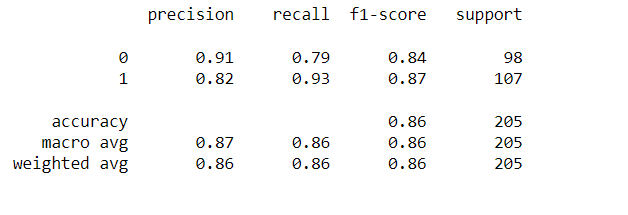 precision recall f1-score support
0 0.91 0.79 0.84 98
1 0.82 0.93 0.87 107
accuracy 0.86 205
macro avg 0.87 0.86 0.86 205
weighted avg 0.86 0.86 0.86 205